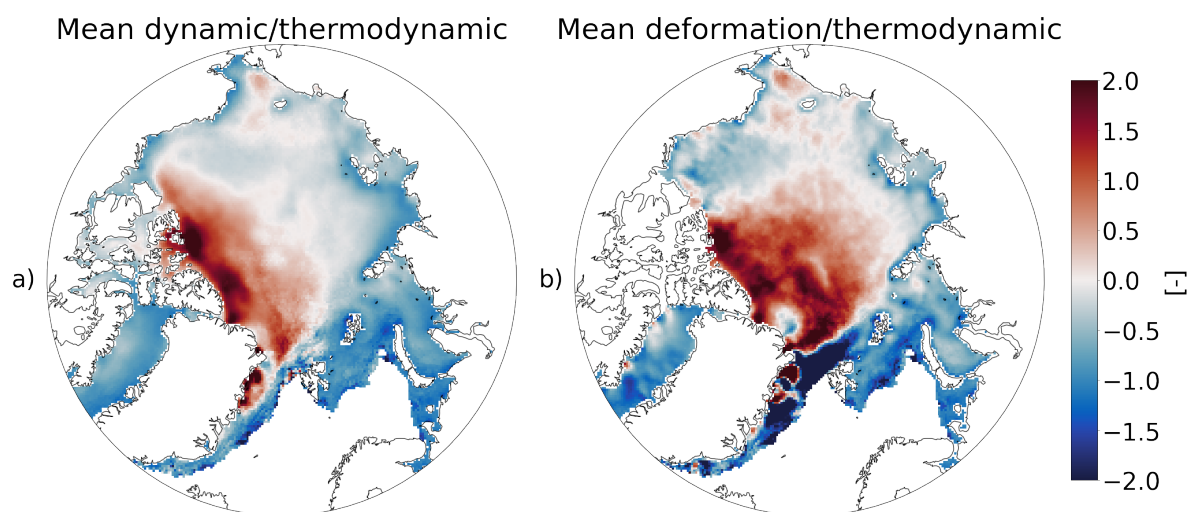 Mean dynamic/thermodynamic
Mean deformation/thermodynamic
a)
b)
2.0
1.5
1.0
0.5
0.0
−0.5
−1.0
−1.5
−2.0
[-]